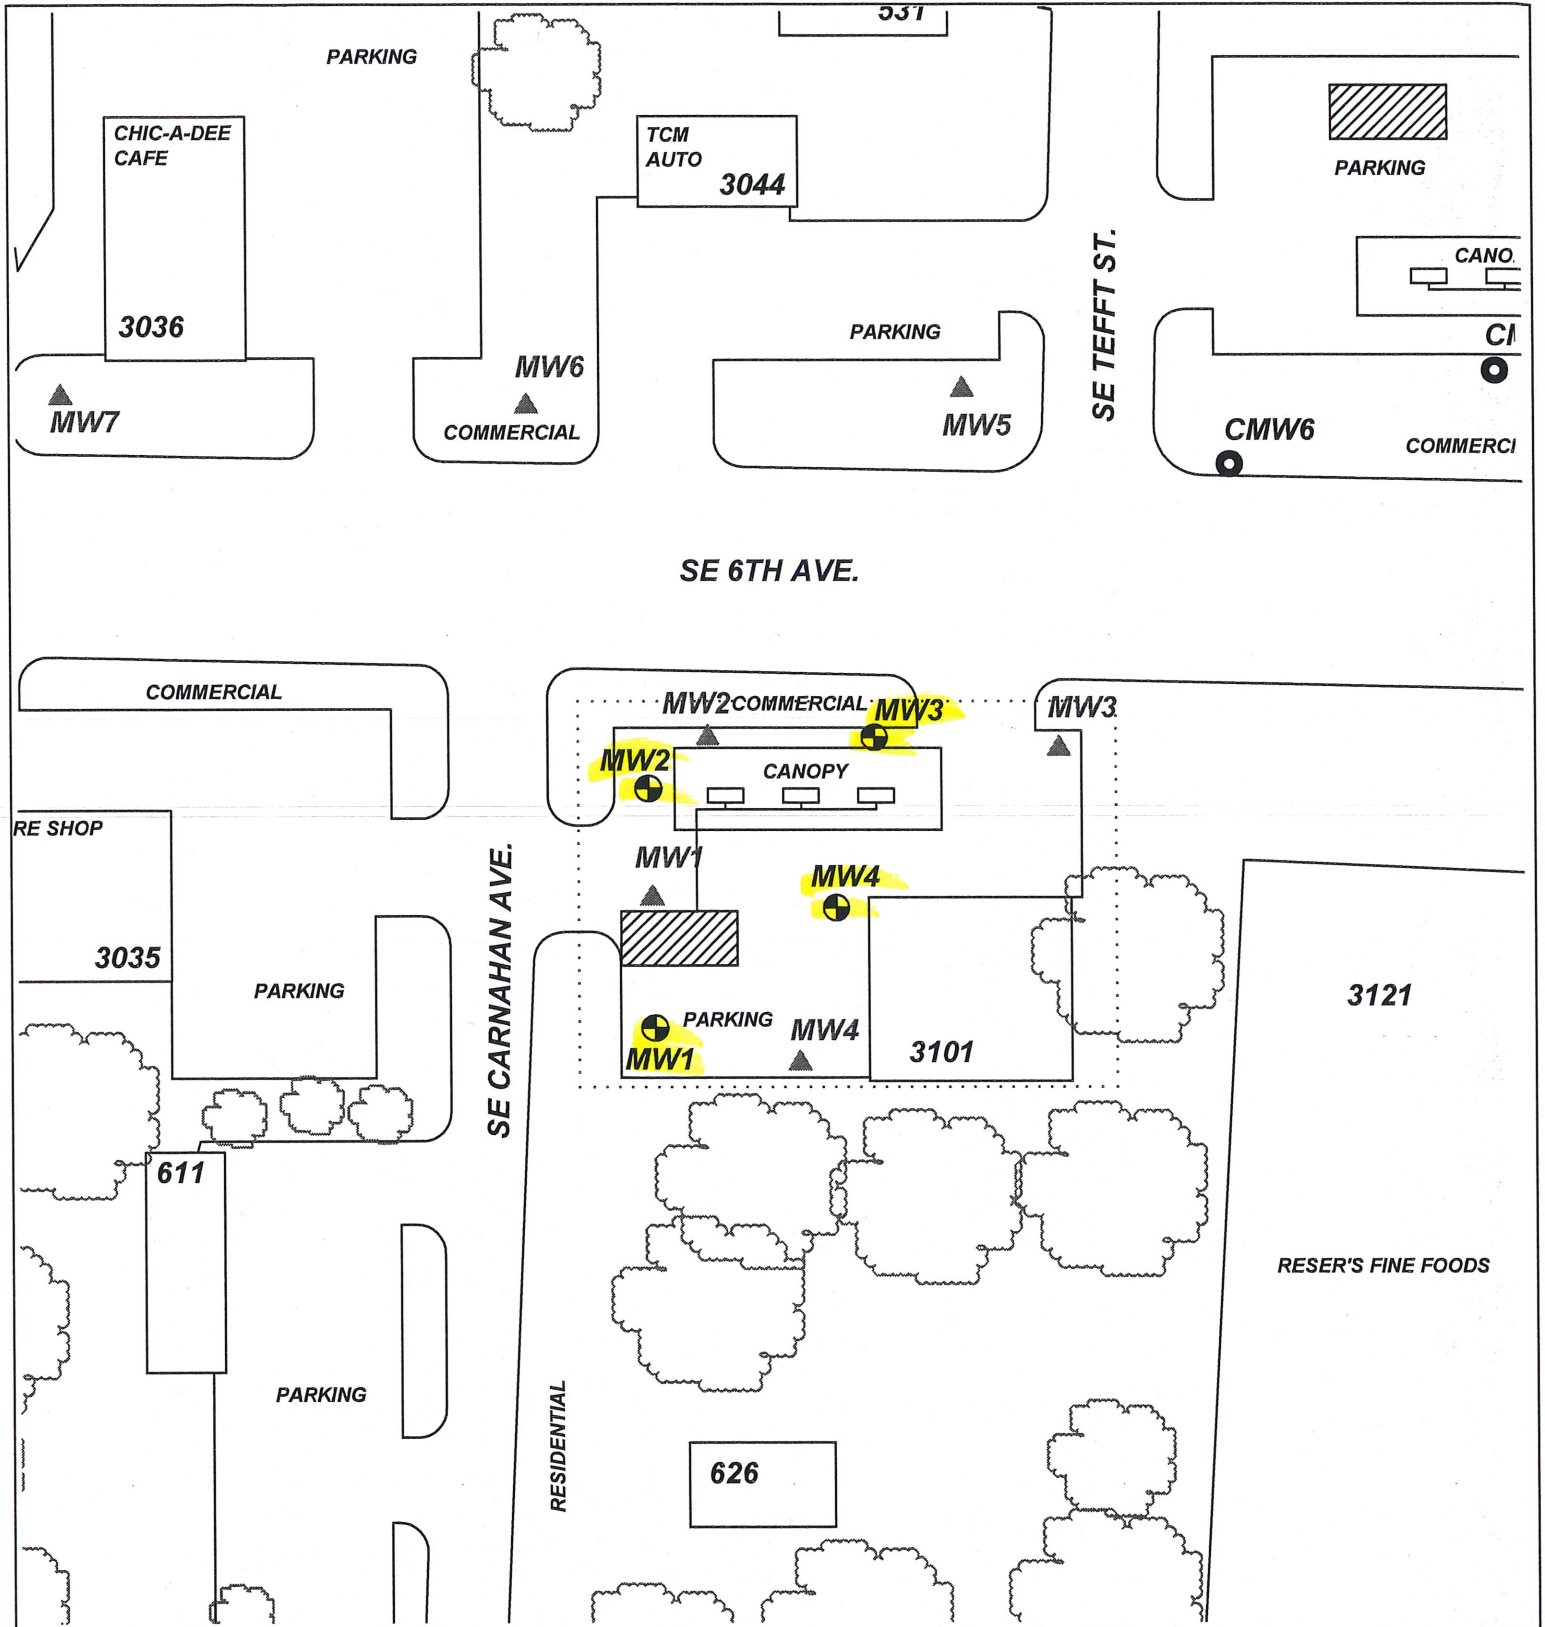 531
PARKING
CHIC-A-DEE
CAFE
3036
TCM
AUTO
3044
PARKING
CANO
SE TEFFT ST.
PARKING
MW6
MW7
COMMERCIAL
MW5
CMW6
COMMERCI
SE 6TH AVE.
COMMERCIAL
MW2
COMMERCIAL
MW3
MW3
MW2
CANOPY
RE SHOP
MW1
MW4
SE CARNAHAN AVE.
3035
PARKING
3121
PARKING
MW4
MW1
3101
611
RESER'S FINE FOODS
PARKING
RESIDENTIAL
626